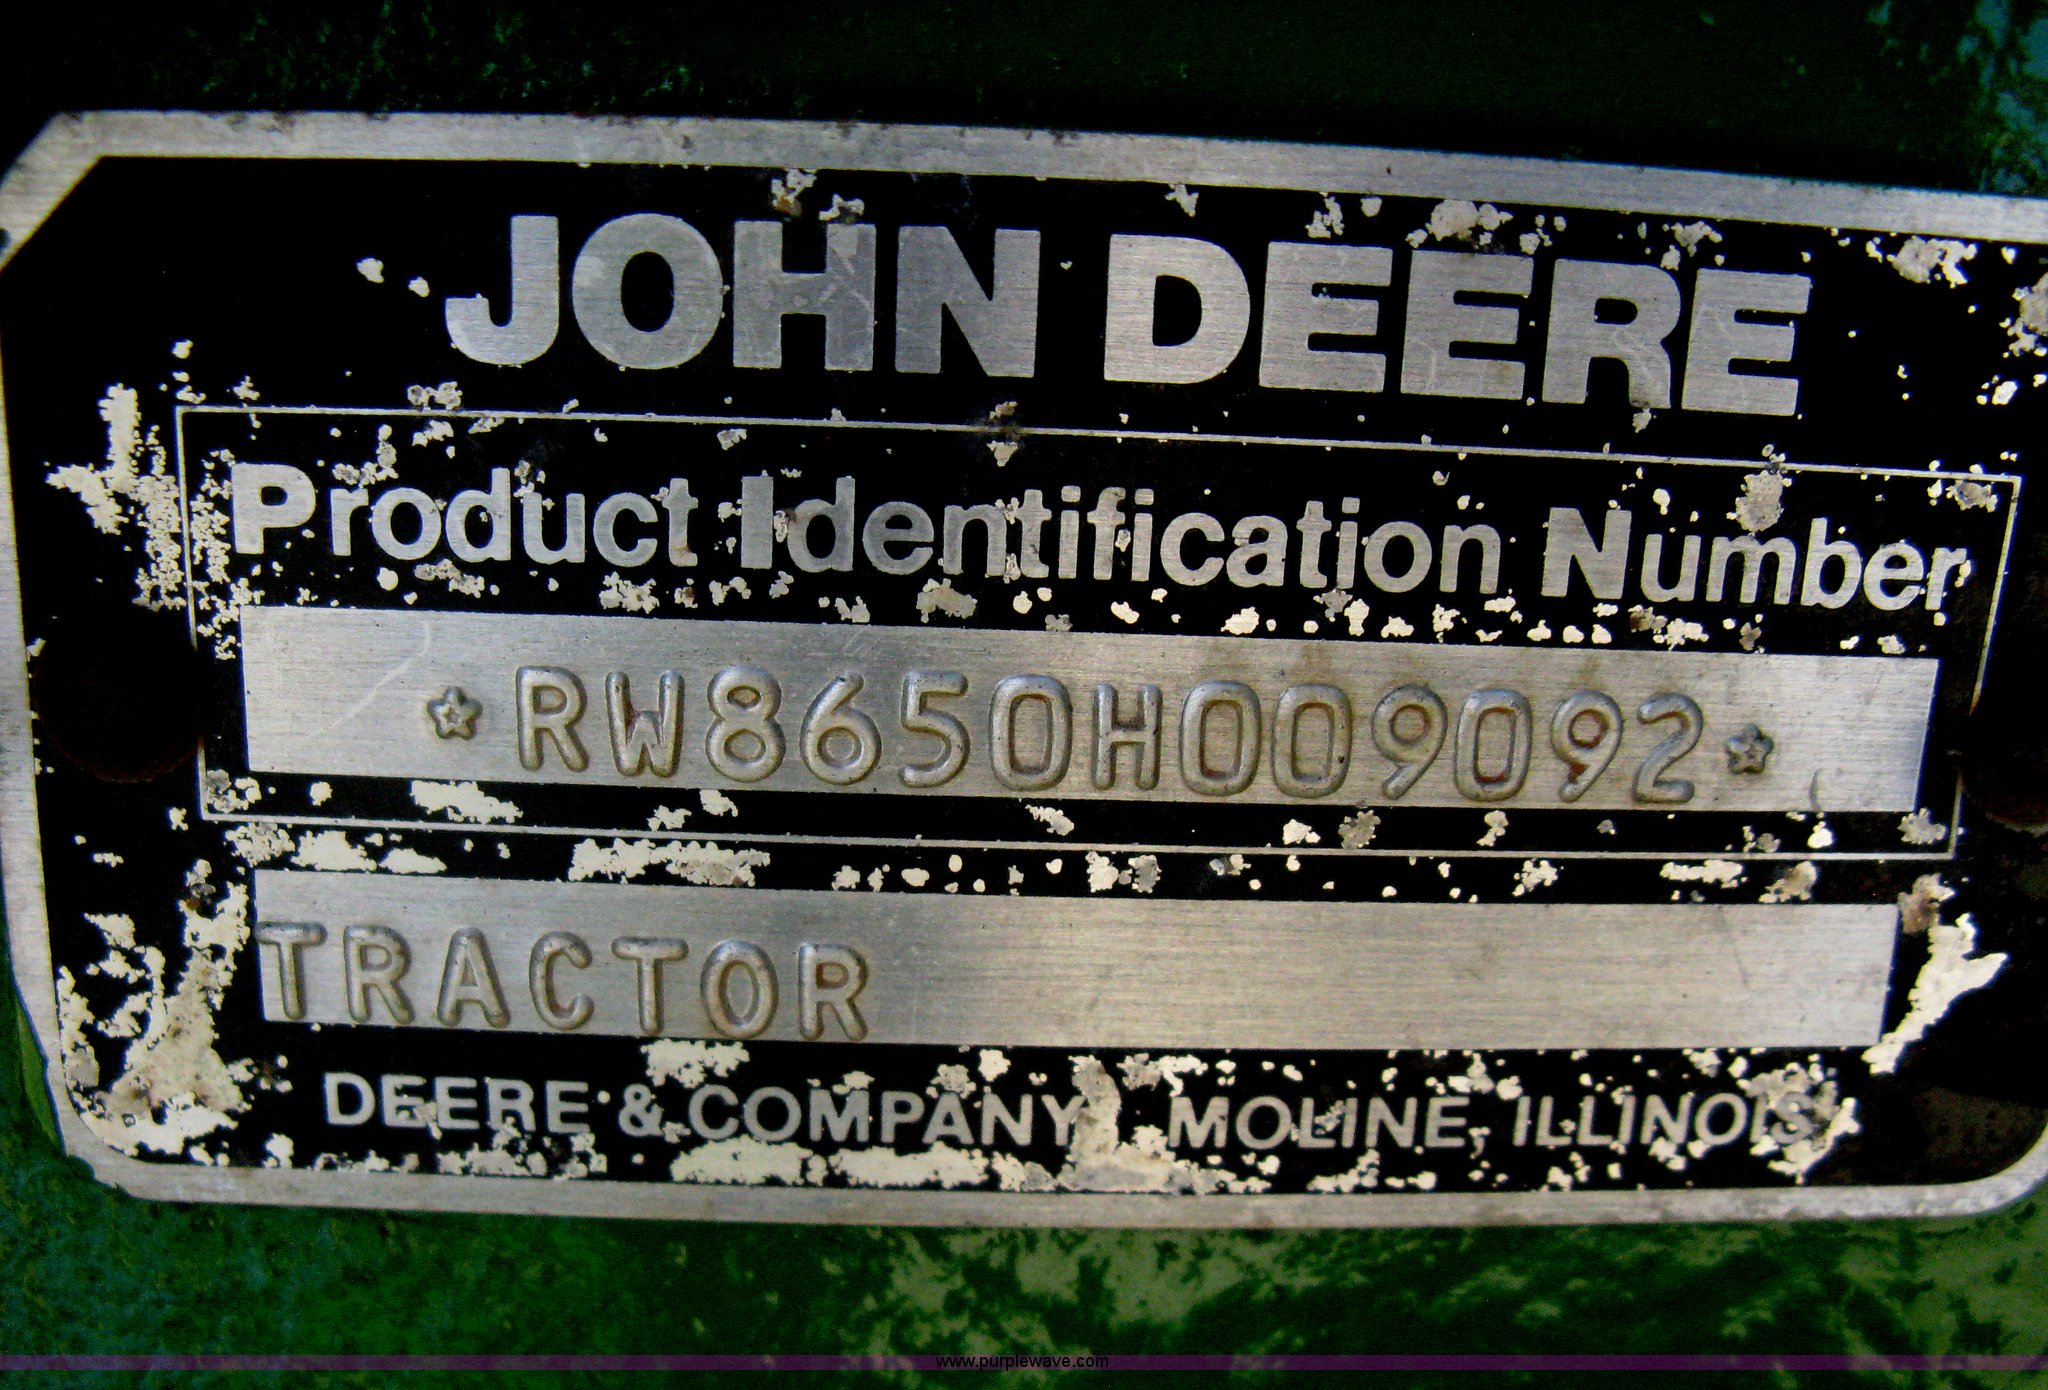 JOHN DEERE
Product Identification Number
*RW8650H009092*
TRACTOR
DEERE & COMPANY MOLINE, ILLINOIS
www.purplewave.com